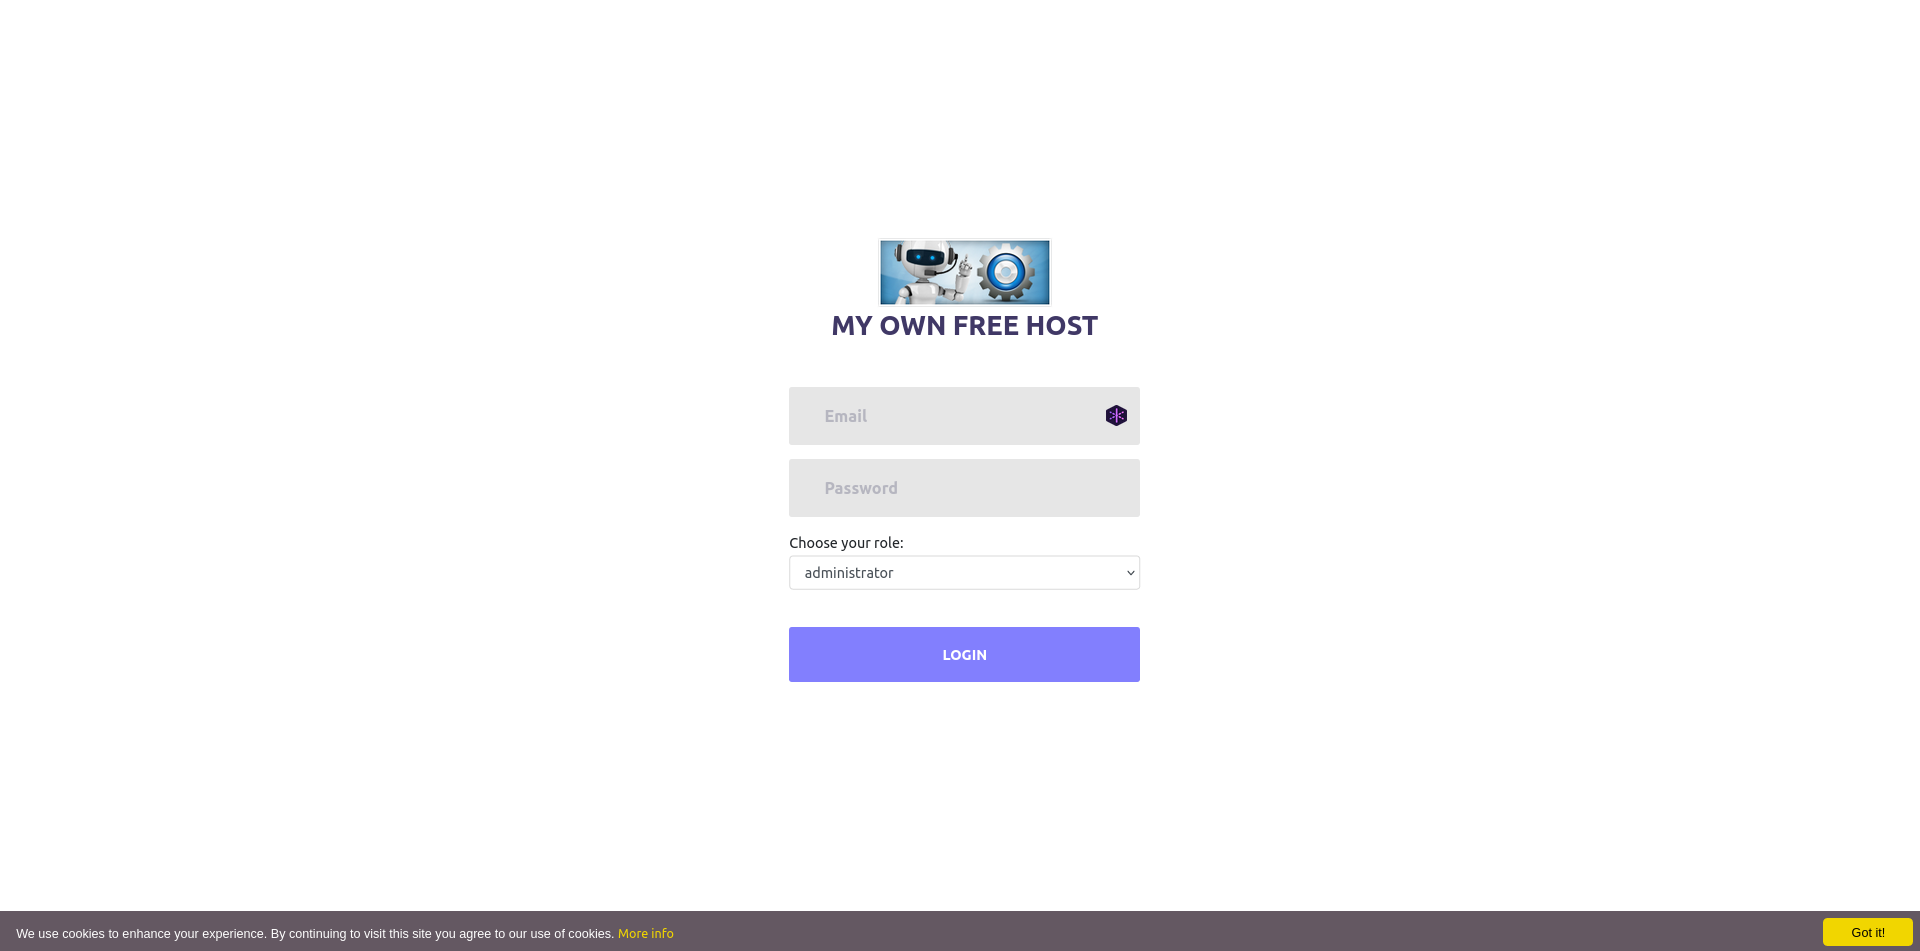 MY OWN FREE HOST
Email
Password
Choose your role:
administrator
LOGIN
We use cookies to enhance your experience. By continuing to visit this site you agree to our use of cookies. More info
Got it!